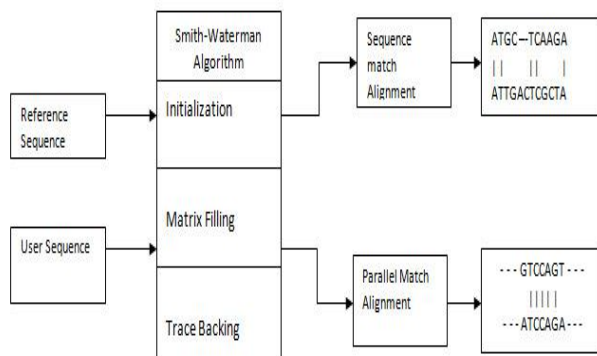 Smith-Waterman
Algorithm
Initialization
Matrix Filling
Trace Backing
Reference
Sequence
User Sequence
Sequence
match
Alignment
Parallel Match
Alignment
ATGC---TCAAGA
|| || |
ATTGACTCGCTA
---GTCCAGT---
||||
---ATCCAGA---